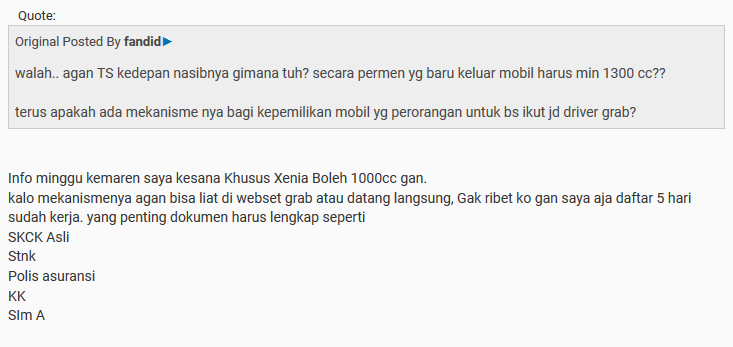 Quote:
Original Posted By fandid
walah.. agan TS kedepan nasibnya gimana tuh? secara permen yg baru keluar mobil harus min 1300 cc??
terus apakah ada mekanisme nya bagi kepemilikan mobil yg perorangan untuk bs ikut jd driver grab?
Info minggu kemaren saya kesana Khusus Xenia Boleh 1000cc gan.
kalo mekanismenya agan bisa liat di webset grab atau datang langsung, Gak ribet ko gan saya aja daftar 5 hari
sudah kerja. yang penting dokumen harus lengkap seperti
SKCK Asli
Stnk
Polis asuransi
KK
SIm A